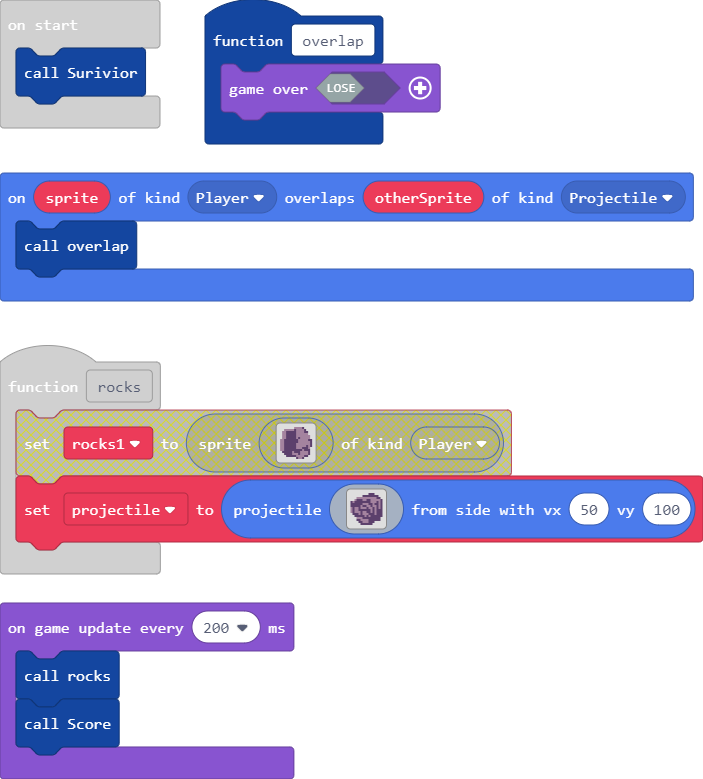 on start
call Surivior
function overlap
game over LOSE
on sprite of kind Player overlaps otherSprite of kind Projectile
call overlap
function rocks
set rocks1 to sprite of kind Player
set projectile to projectile from side with vx 50 vy 100
on game update every 200 ms
call rocks
call Score